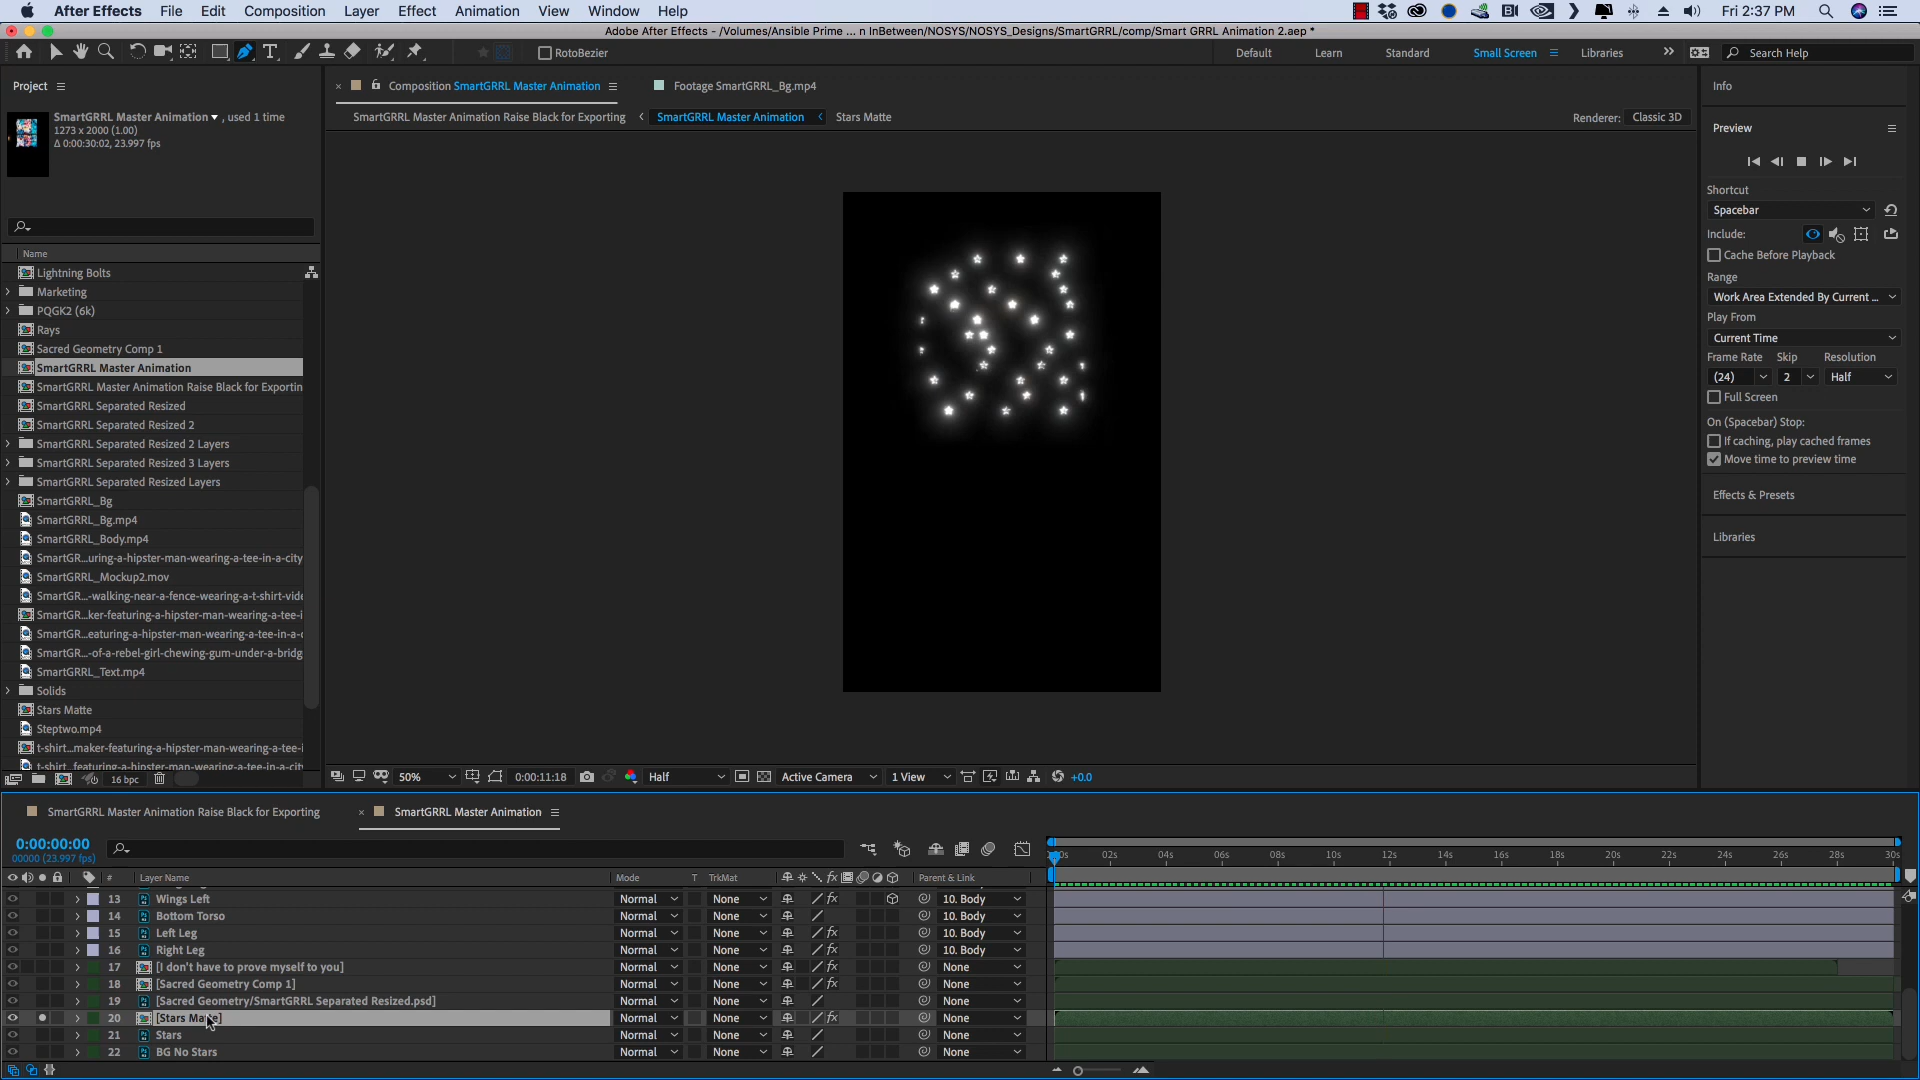 After Effects File Edit Composition Layer Effect Animation View Window Help Fri 2:37 PM
Adobe After Effects - /Volumes/Ansible Prime ... n InBetween/NOSYS/NOSYS_Designs/SmartGRRL/comp/Smart GRRL Animation 2.aep *
RotoBezier Default Learn Standard Small Screen Libraries Search Help
Project
SmartGRRL Master Animation , used 1 time
1273 x 2000 (1.00)
Δ 0:00:30:02, 23.997 fps
Name
Lightning Bolts
Marketing
PQGK2 (6k)
Rays
Sacred Geometry Comp 1
SmartGRRL Master Animation
SmartGRRL Master Animation Raise Black for Exportin
SmartGRRL Separated Resized
SmartGRRL Separated Resized 2
SmartGRRL Separated Resized 2 Layers
SmartGRRL Separated Resized 3 Layers
SmartGRRL Separated Resized Layers
SmartGRRL_Bg
SmartGRRL_Bg.mp4
SmartGRRL_Body.mp4
SmartGR...uring-a-hipster-man-wearing-a-tee-in-a-city
SmartGRRL_Mockup2.mov
SmartGR...-walking-near-a-fence-wearing-a-t-shirt-vide
SmartGR...ker-featuring-a-hipster-man-wearing-a-tee-i
SmartGR...eaturing-a-hipster-man-wearing-a-tee-in-a-c
SmartGR...-of-a-rebel-girl-chewing-gum-under-a-bridg
SmartGRRL_Text.mp4
Solids
Stars Matte
Steptwo.mp4
t-shirt...maker-featuring-a-hipster-man-wearing-a-tee-i
t-shirt...maker-featuring-a-hipster-man-wearing-a-tee-in-a-citi
16 bpc
Composition SmartGRRL Master Animation
Footage SmartGRRL_Bg.mp4
SmartGRRL Master Animation Raise Black for Exporting SmartGRRL Master Animation Stars Matte
Renderer: Classic 3D
50% 0:00:11:18 Half Active Camera 1 View +0.0
Info
Preview
Shortcut
Spacebar
Include:
Cache Before Playback
Range
Work Area Extended By Current ...
Play From
Current Time
Frame Rate Skip Resolution
(24) 2 Half
Full Screen
On (Spacebar) Stop:
If caching, play cached frames
Move time to preview time
Effects & Presets
Libraries
SmartGRRL Master Animation Raise Black for Exporting
SmartGRRL Master Animation
0:00:00:00
00000 (23.997 fps)
02s 04s 06s 08s 10s 12s 14s 16s 18s 20s 22s 24s 26s 28s 30s
# Layer Name Mode T TrkMat fx Parent & Link
13 Wings Left Normal None fx 10. Body
14 Bottom Torso Normal None 10. Body
15 Left Leg Normal None fx 10. Body
16 Right Leg Normal None fx 10. Body
17 [I don't have to prove myself to you] Normal None fx None
18 [Sacred Geometry Comp 1] Normal None fx None
19 [Sacred Geometry/SmartGRRL Separated Resized.psd] Normal None None
20 [Stars Matte] Normal None fx None
21 Stars Normal None None
22 BG No Stars Normal None None